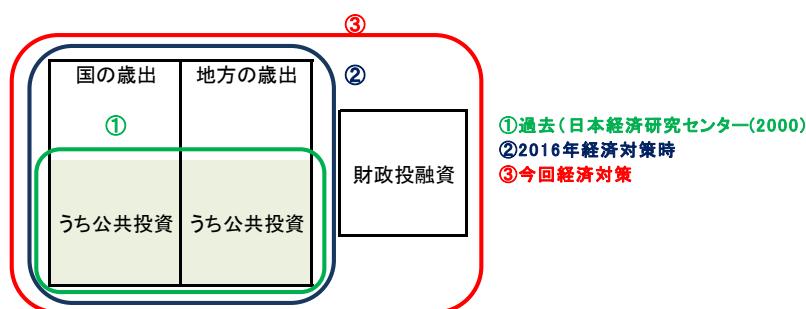 ③
国の歳出 地方の歳出 ②
①
財政投融資
うち公共投資 うち公共投資
①過去(日本経済研究センター(2000)
②2016年経済対策時
③今回経済対策